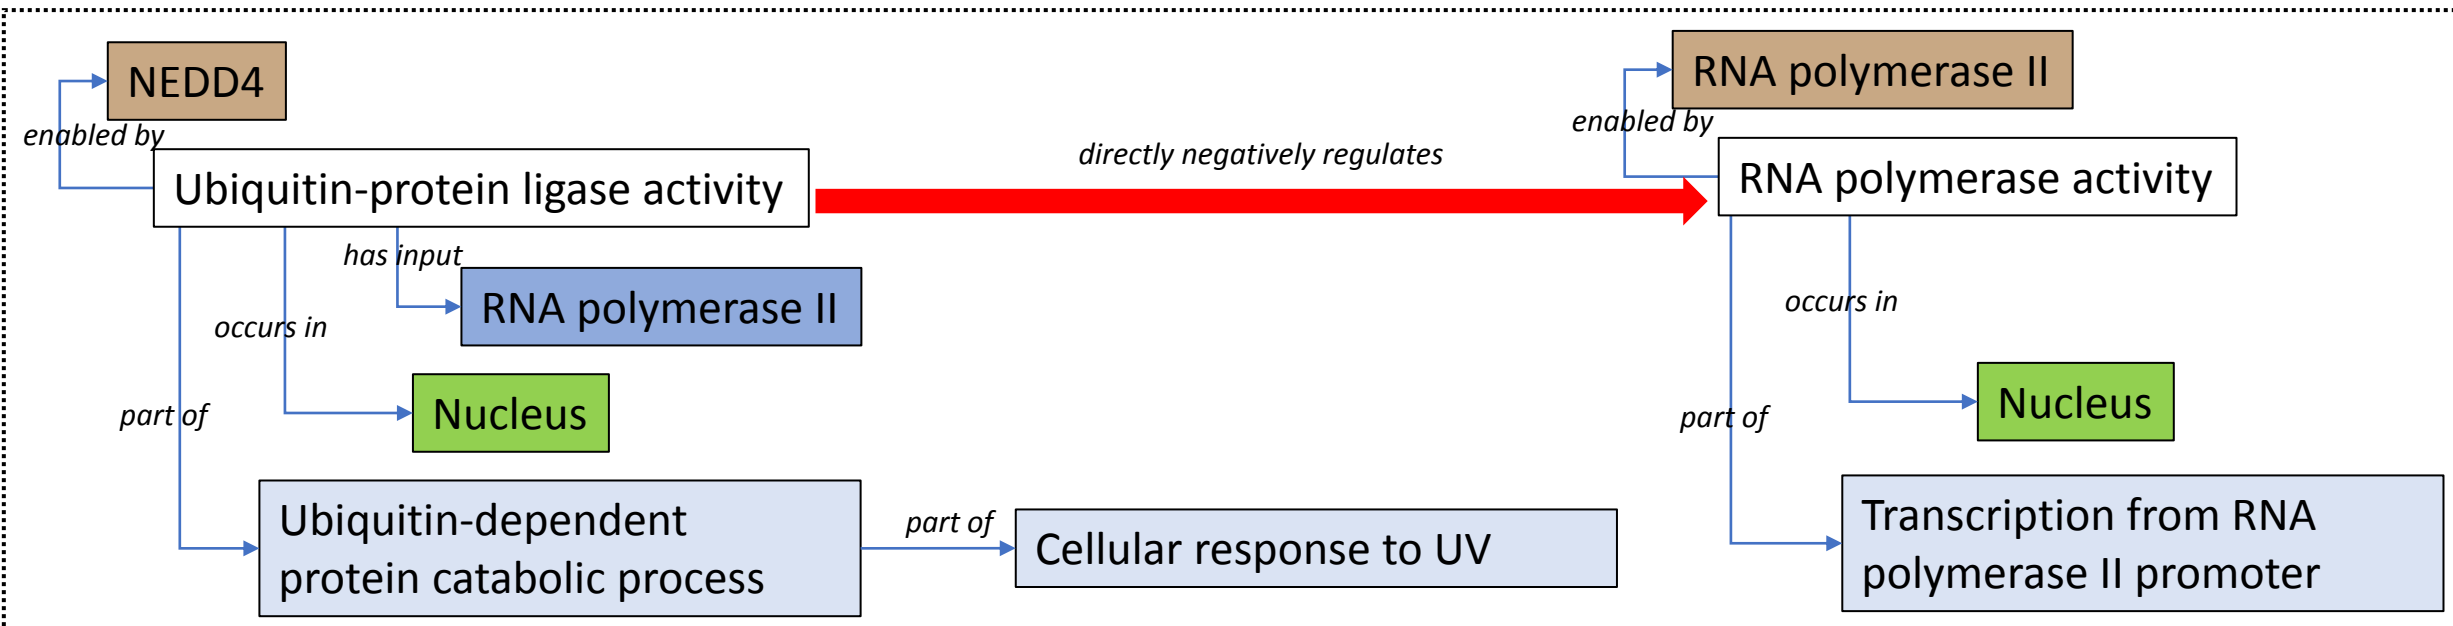 NEDD4
enabled by
Ubiquitin-protein ligase activity
has input
RNA polymerase II
occurs in
Nucleus
part of
Ubiquitin-dependent
protein catabolic process
part of
Cellular response to UV
directly negatively regulates
RNA polymerase II
enabled by
RNA polymerase activity
occurs in
Nucleus
part of
Transcription from RNA
polymerase II promoter